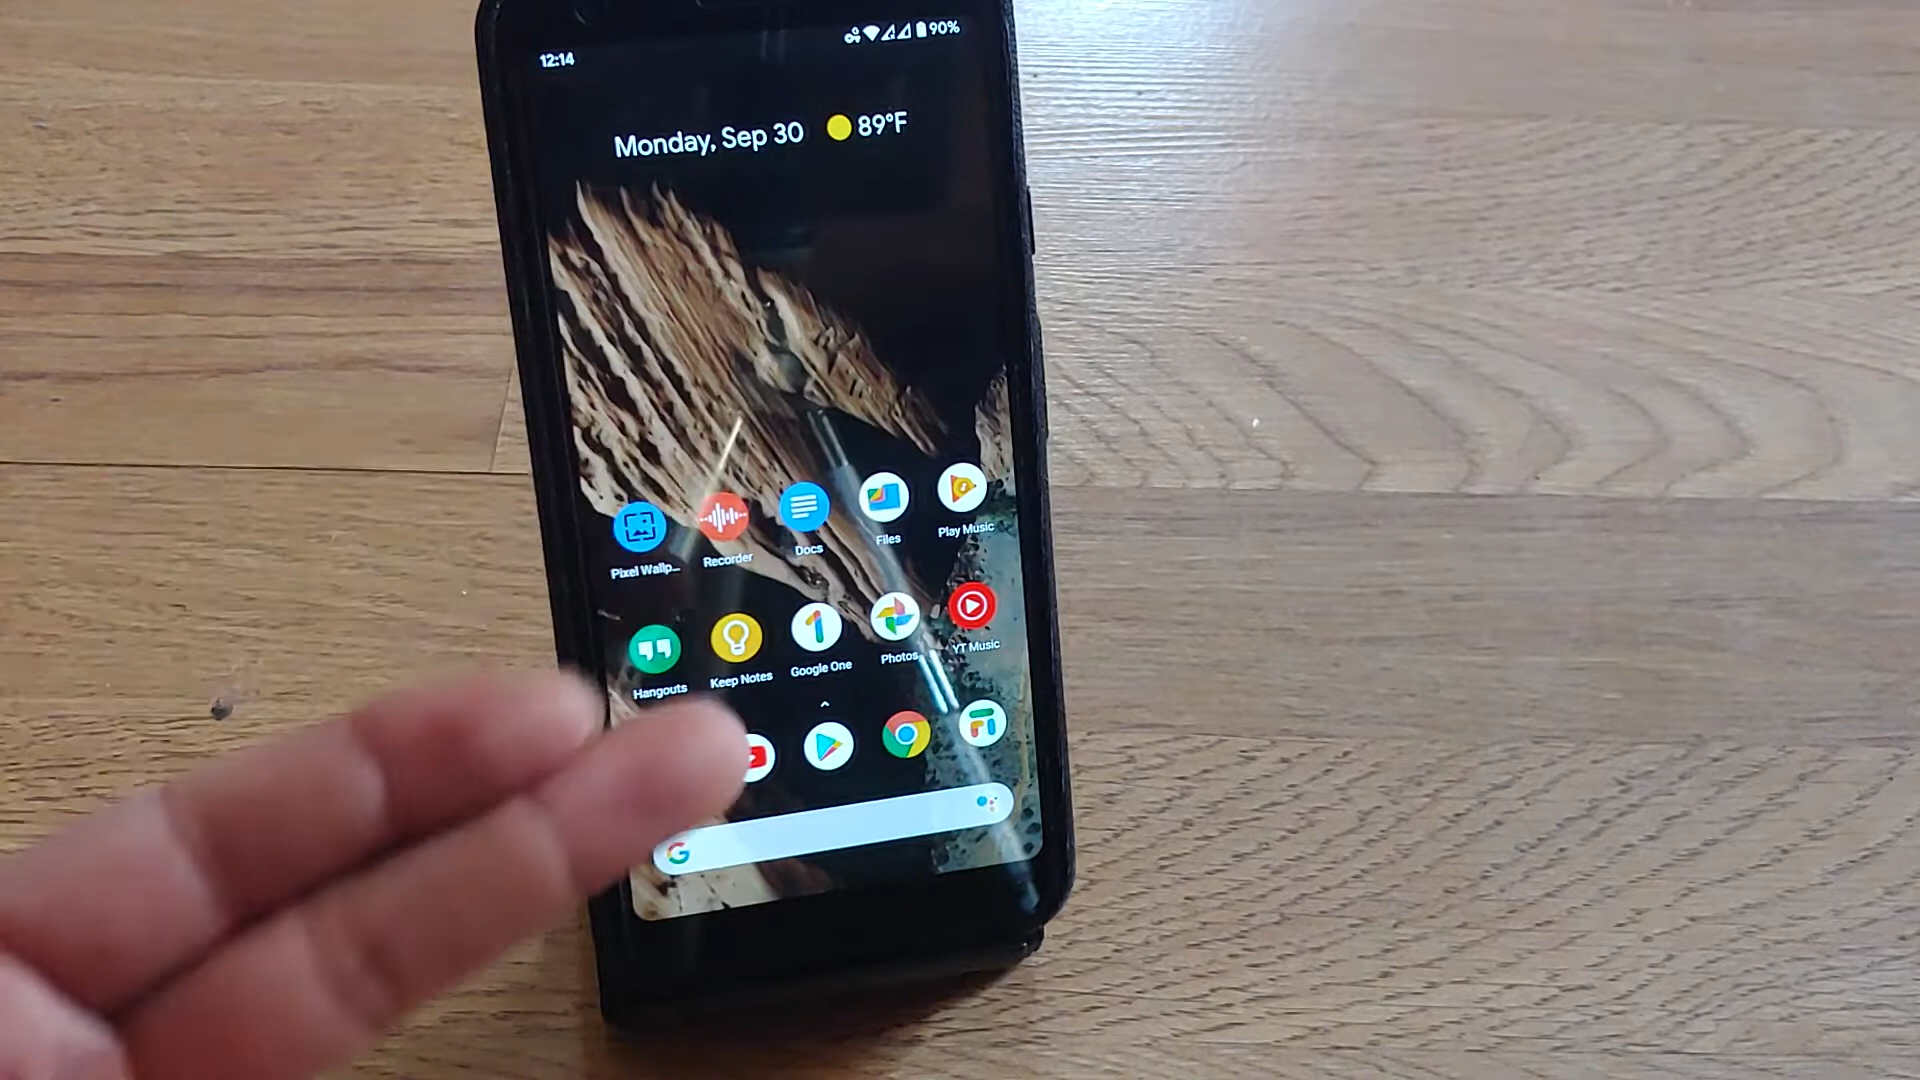 12:14
90%
Monday, Sep 30 89°F
Pixel Wallp...
Recorder
Docs
Files
Play Music
Hangouts
Keep Notes
Google One
Photos
YT Music
G